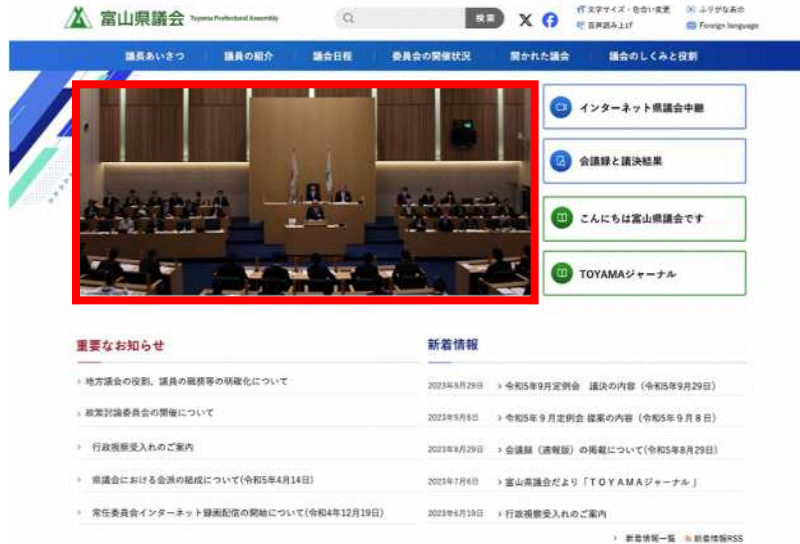 富山県議会 Toyama Prefectural Assembly
検索
文字サイズ・色合い変更
ふりがな表示
音声読み上げ
Foreign language
議長あいさつ
議員の紹介
議会日程
委員会の開催状況
開かれた議会
議会のしくみと役割
インターネット県議会中継
会議録と議決結果
こんにちは富山県議会です
TOYAMAジャーナル
重要なお知らせ
› 地方議会の役割、議員の職務等の明確化について
› 政策討論委員会の開催について
› 行政視察受入れのご案内
› 県議会における会派の結成について(令和5年4月14日)
› 常任委員会インターネット録画配信の開始について(令和4年12月19日)
新着情報
2023年9月29日 › 令和5年9月定例会 議決の内容（令和5年9月29日）
2023年9月8日 › 令和5年９月定例会 提案の内容（令和５年９月８日）
2023年8月29日 › 会議録（速報版）の掲載について(令和5年8月29日)
2023年7月6日 › 富山県議会だより「ＴＯＹＡＭＡジャーナル」
2023年6月19日 › 行政視察受入れのご案内
› 新着情報一覧
新着情報RSS